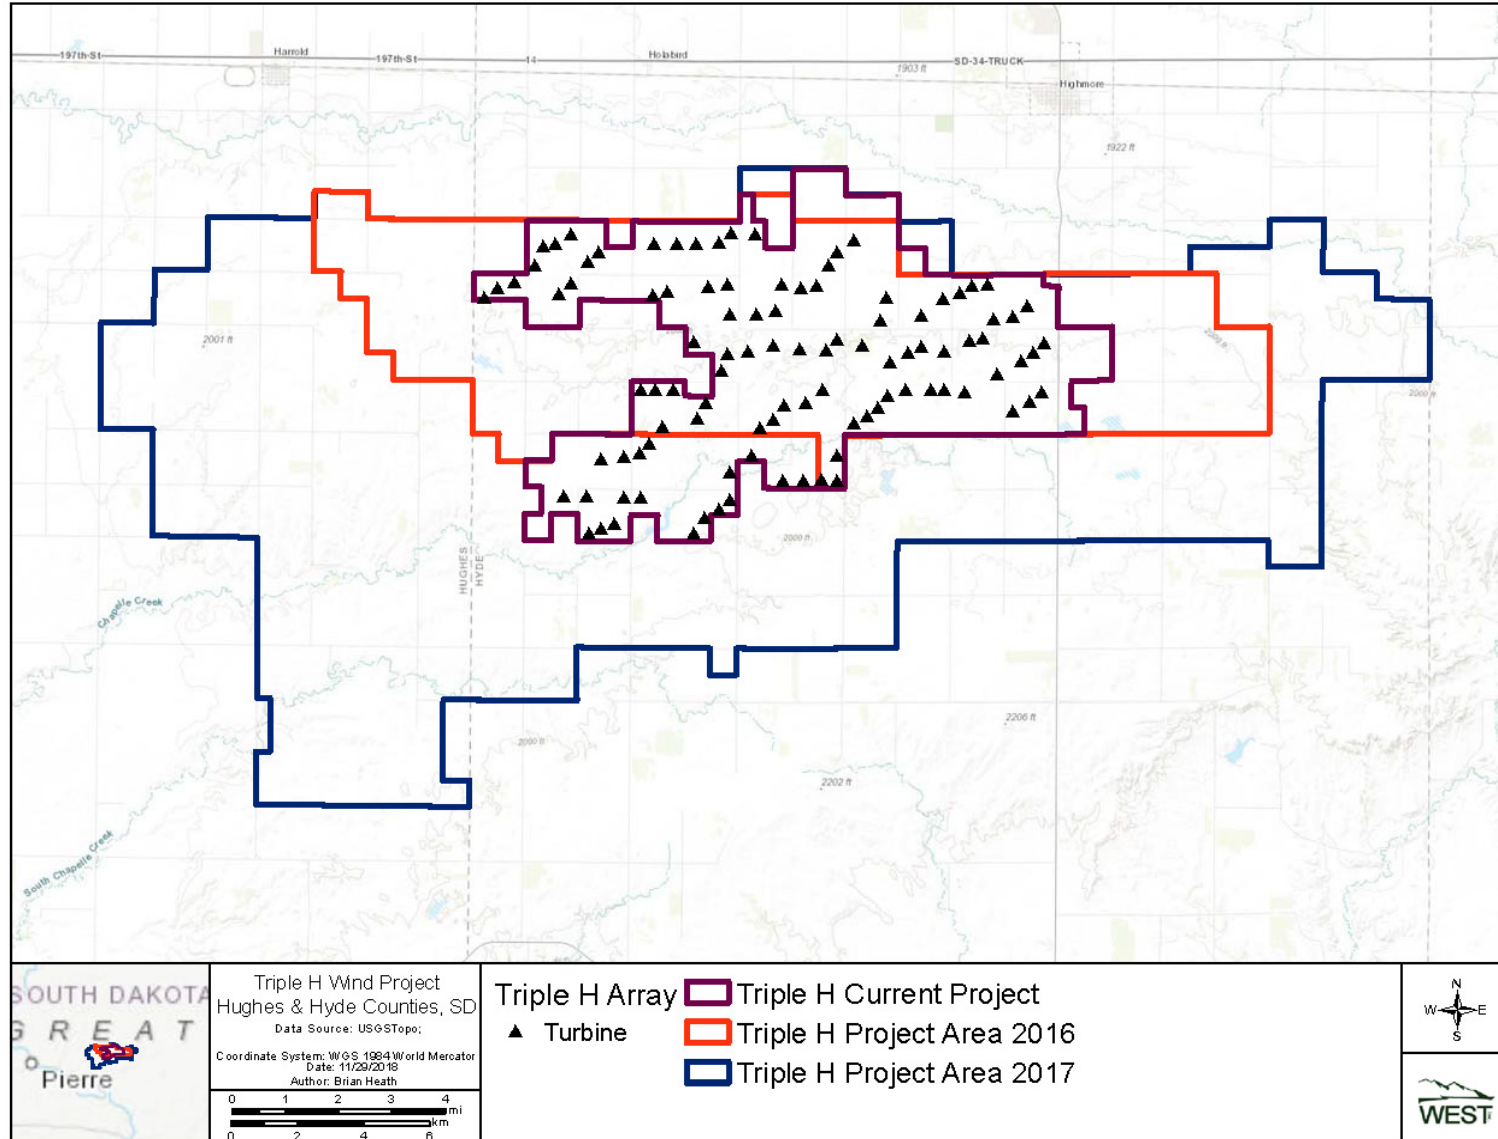 197th-St
Harrold
197th-St
14
Holabird
1903 ft
SD-34-TRUCK
Highmore
1922 ft
2001 ft
2000 ft
2000 ft
HUGHES
HYDE
Chapelle Creek
2206 ft
2000 ft
2202 ft
South Chapelle Creek
SOUTH DAKOTA
G R E A T
Pierre
Triple H Wind Project
Hughes & Hyde Counties, SD
Data Source: USGSTopo;
Coordinate System: WGS 1984 World Mercator
Date: 11/29/2018
Author: Brian Heath
0 1 2 3 4
mi
km
0 2 4 6
Triple H Array
Turbine
Triple H Current Project
Triple H Project Area 2016
Triple H Project Area 2017
N
W E
S
WEST